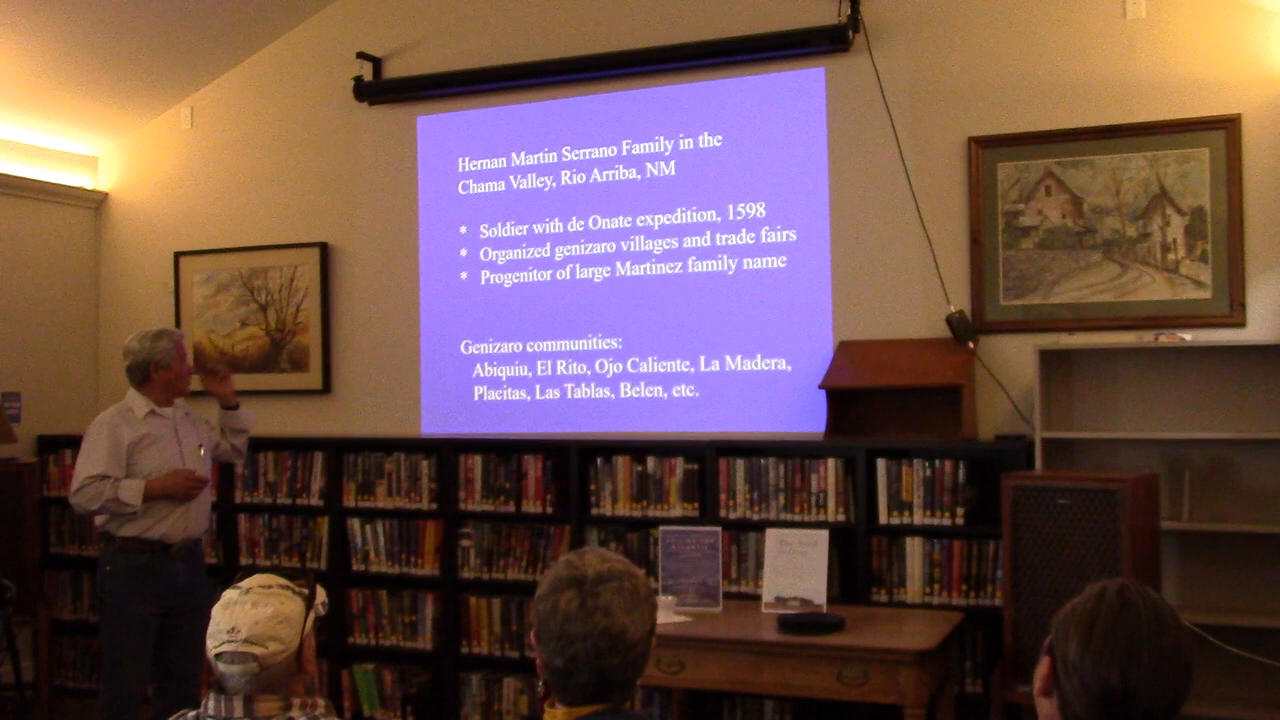 Hernan Martin Serrano Family in the
Chama Valley, Rio Arriba, NM
* Soldier with de Onate expedition, 1598
* Organized genizaro villages and trade fairs
* Progenitor of large Martinez family name
Genizaro communities:
Abiquiu, El Rito, Ojo Caliente, La Madera,
Placitas, Las Tablas, Belen, etc.